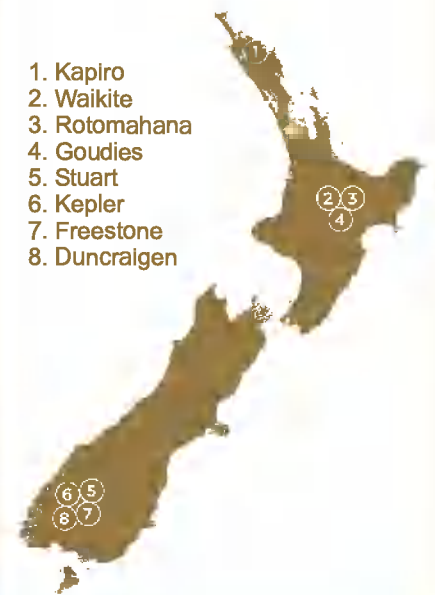 1. Kapiro
2. Waikite
3. Rotomahana
4. Goudies
5. Stuart
6. Kepler
7. Freestone
8. Duncraigen
1
2 3
4
6 5
8 7